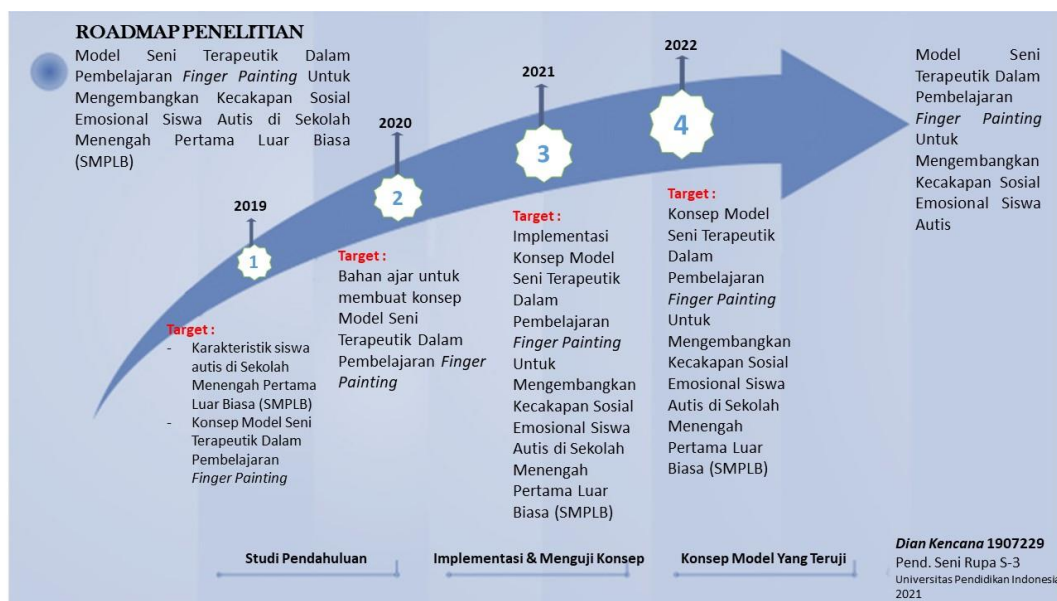 ROADMAP PENELITIAN
Model Seni Terapeutik Dalam
Pembelajaran Finger Painting Untuk
Mengembangkan Kecakapan Sosial
Emosional Siswa Autis di Sekolah
Menengah Pertama Luar Biasa
(SMPLB)
2019
1
Target :
- Karakteristik siswa
autis di Sekolah
Menengah Pertama
Luar Biasa (SMPLB)
- Konsep Model Seni
Terapeutik Dalam
Pembelajaran
Finger Painting
2020
2
Target :
Bahan ajar untuk
membuat konsep
Model Seni
Terapeutik Dalam
Pembelajaran Finger
Painting
2021
3
Target :
Implementasi
Konsep Model
Seni Terapeutik
Dalam
Pembelajaran
Finger Painting
Untuk
Mengembangkan
Kecakapan Sosial
Emosional Siswa
Autis di Sekolah
Menengah
Pertama Luar
Biasa (SMPLB)
2022
4
Target :
Konsep Model
Seni Terapeutik
Dalam
Pembelajaran
Finger Painting
Untuk
Mengembangkan
Kecakapan Sosial
Emosional Siswa
Autis di Sekolah
Menengah
Pertama Luar
Biasa (SMPLB)
Model Seni
Terapeutik Dalam
Pembelajaran
Finger Painting
Untuk
Mengembangkan
Kecakapan Sosial
Emosional Siswa
Autis
Studi Pendahuluan
Implementasi & Menguji Konsep
Konsep Model Yang Teruji
Dian Kencana 1907229
Pend. Seni Rupa S-3
Universitas Pendidikan Indonesia
2021